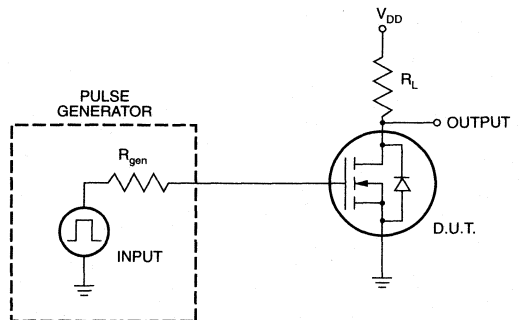 V_DD
R_L
PULSE
GENERATOR
OUTPUT
R_gen
D.U.T.
INPUT